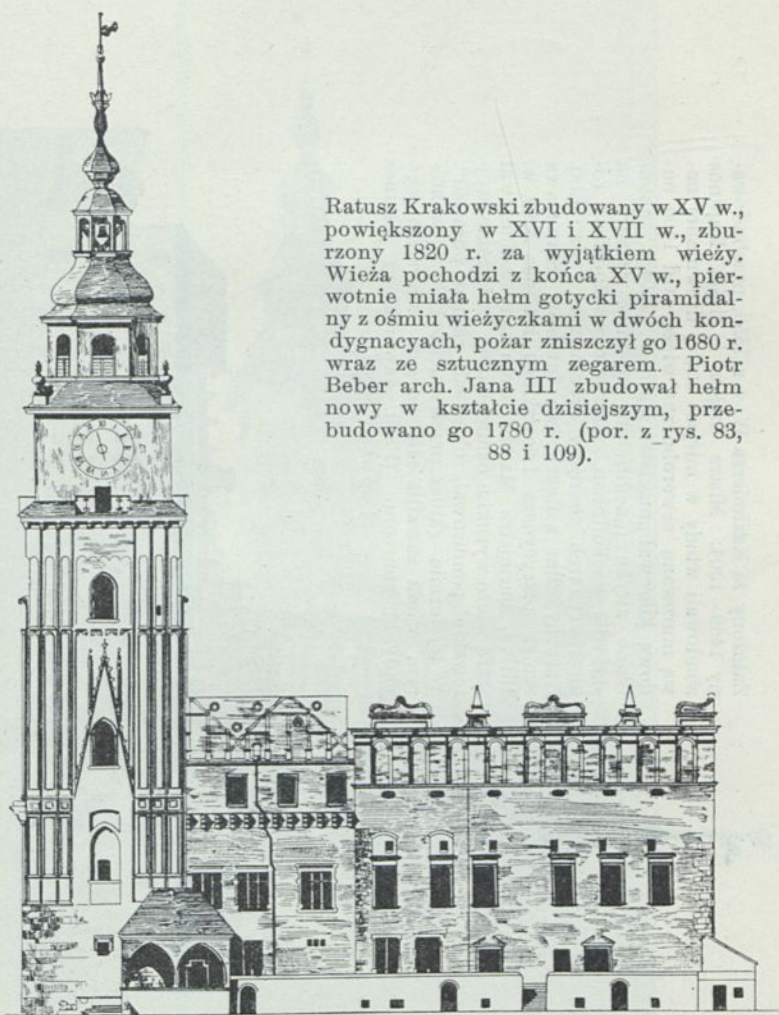 Ratusz Krakowski zbudowany w XV w.,
powiększony w XVI i XVII w., zbu-
rzony 1820 r. za wyjątkiem wieży.
Wieża pochodzi z końca XV w., pier-
wotnie miała hełm gotycki piramidal-
ny z ośmiu wieżyczkami w dwóch kon-
dygnacyach, pożar zniszczył go 1680 r.
wraz ze sztucznym zegarem. Piotr
Beber arch. Jana III zbudował hełm
nowy w kształcie dzisiejszym, prze-
budowano go 1780 r. (por. z rys. 83,
88 i 109).